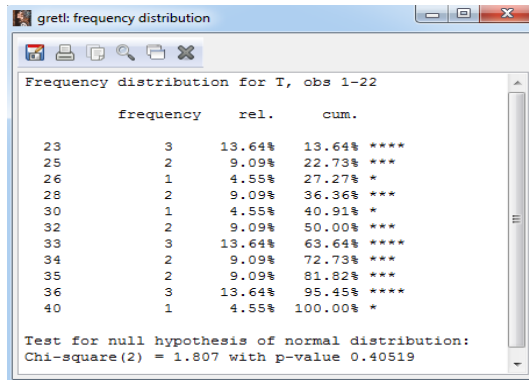 gretl: frequency distribution
Frequency distribution for T, obs 1-22
frequency rel. cum.
23 3 13.64% 13.64% ****
25 2 9.09% 22.73% ***
26 1 4.55% 27.27% *
28 2 9.09% 36.36% ***
30 1 4.55% 40.91% *
32 2 9.09% 50.00% ***
33 3 13.64% 63.64% ****
34 2 9.09% 72.73% ***
35 2 9.09% 81.82% ***
36 3 13.64% 95.45% ****
40 1 4.55% 100.00% *
Test for null hypothesis of normal distribution:
Chi-square(2) = 1.807 with p-value 0.40519